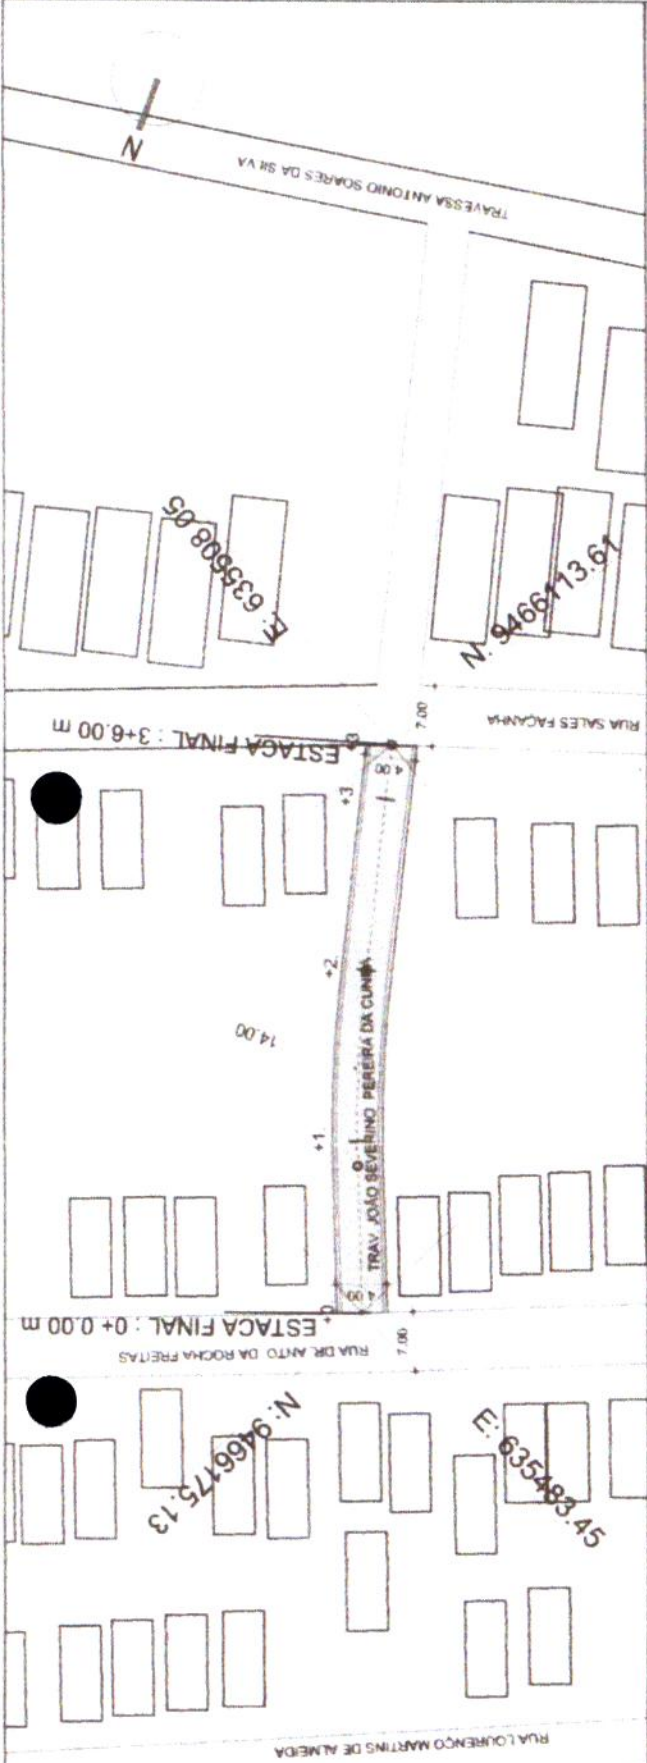 N
TRAVESSA ANTONIO SOARES DA SILVA
E: 635508.05
N: 9466113.61
RUA SALES FAÇANHA
7.00
ESTACA FINAL : 3+6.00 m
4.00
+3
+2
14.00
+1
TRAV. JOÃO SEVERINO PEREIRA DA CUNHA
4.00
0
ESTACA FINAL : 0+ 0.00 m
RUA DR. ANTO DA ROCHA FREITAS
7.00
N: 9466175.13
E: 635483.45
RUA LOURENÇO MARTINS DE ALMEIDA